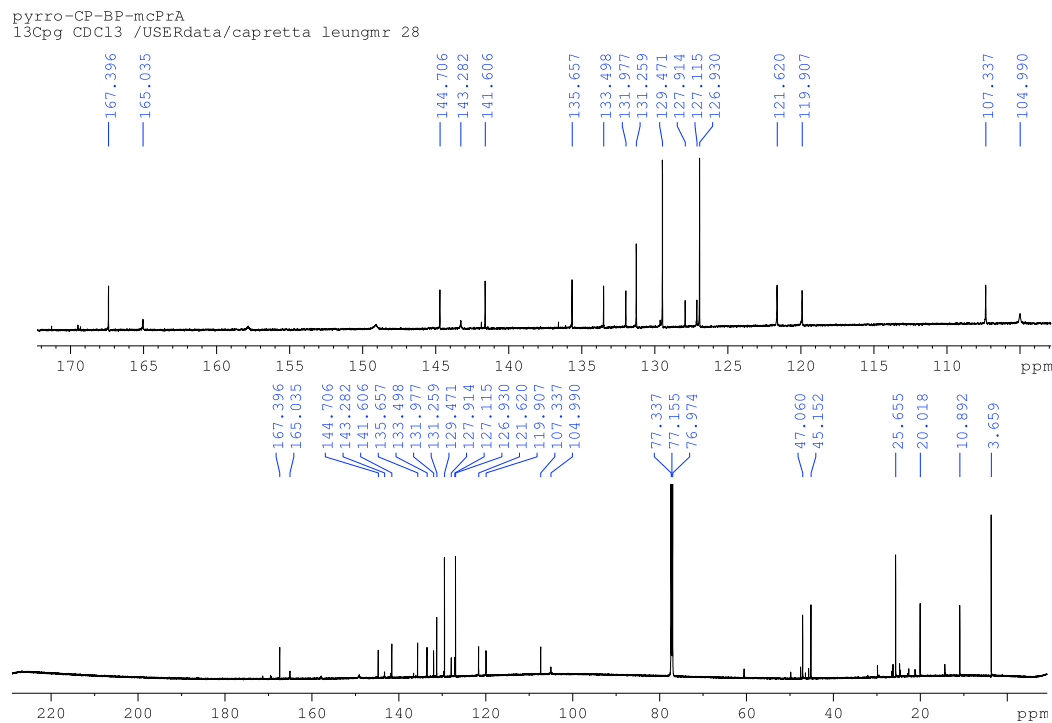 pyrro-CP-BP-mcPrA
13Cpg CDCl3 /USERdata/capretta leungmr 28
167.396 165.035 144.706 143.282 141.606 135.657 133.498 131.977 131.259 129.471 127.914 127.115 126.930 121.620 119.907 107.337 104.990
170 165 160 155 150 145 140 135 130 125 120 115 110 ppm
167.396 165.035 144.706 143.282 141.606 135.657 133.498 131.977 131.259 129.471 127.914 127.115 126.930 121.620 119.907 107.337 104.990 77.337 77.155 76.974 47.060 45.152 25.655 20.018 10.892 3.659
220 200 180 160 140 120 100 80 60 40 20 ppm